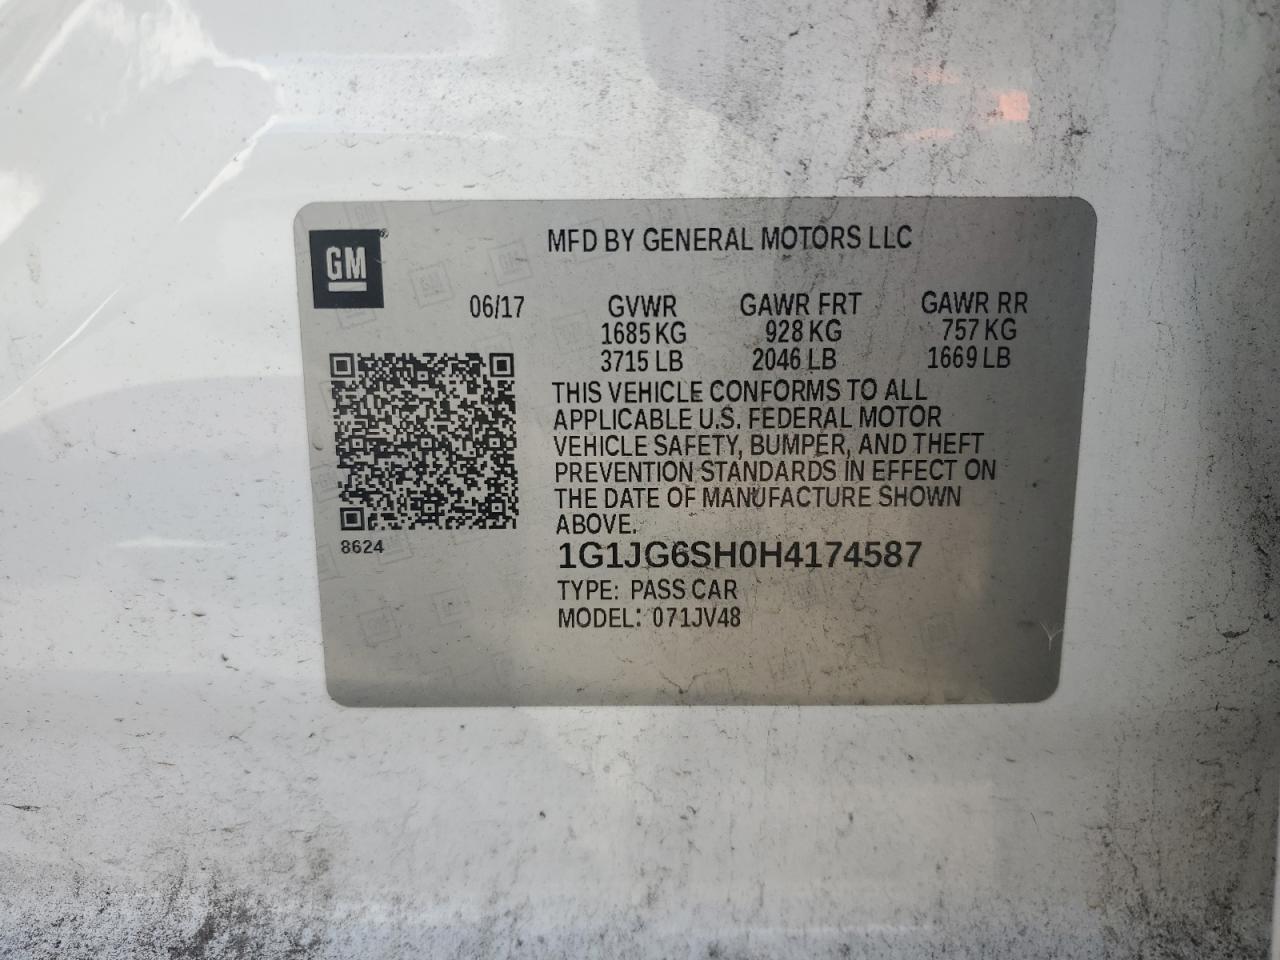 GM®
MFD BY GENERAL MOTORS LLC
06/17 GVWR GAWR FRT GAWR RR
1685 KG 928 KG 757 KG
3715 LB 2046 LB 1669 LB
THIS VEHICLE CONFORMS TO ALL
APPLICABLE U.S. FEDERAL MOTOR
VEHICLE SAFETY, BUMPER, AND THEFT
PREVENTION STANDARDS IN EFFECT ON
THE DATE OF MANUFACTURE SHOWN
ABOVE.
8624
1G1JG6SH0H4174587
TYPE: PASS CAR
MODEL: 071JV48